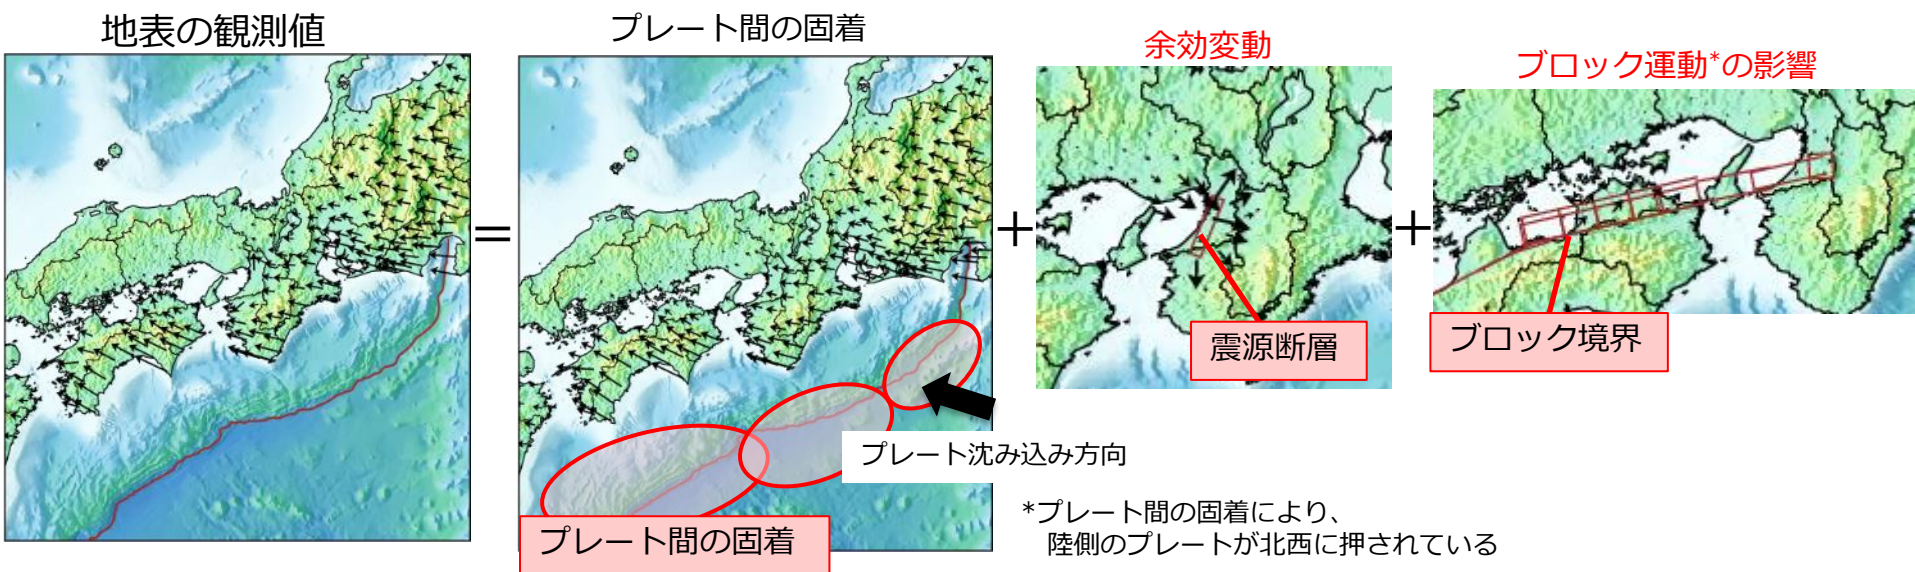 地表の観測値
=
プレート間の固着
+
余効変動
+
ブロック運動*の影響
震源断層
ブロック境界
プレート沈み込み方向
プレート間の固着
*プレート間の固着により、
陸側のプレートが北西に押されている